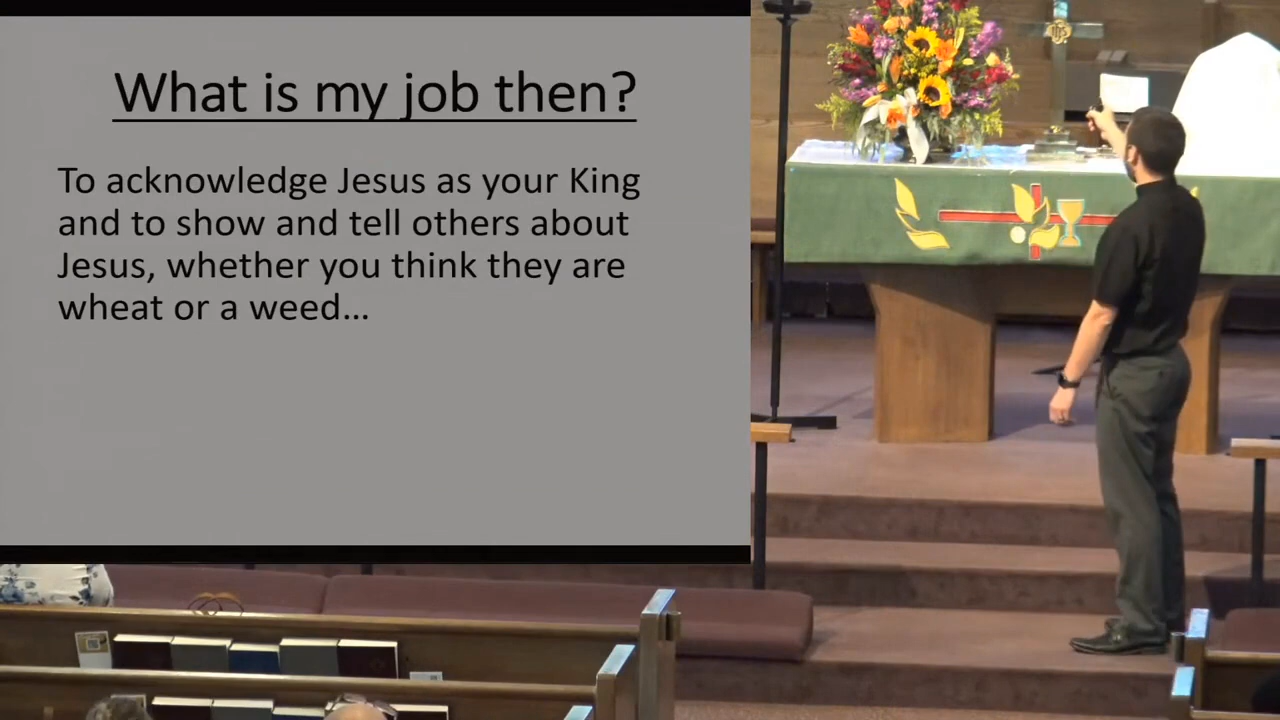 What is my job then?
To acknowledge Jesus as your King
and to show and tell others about
Jesus, whether you think they are
wheat or a weed...